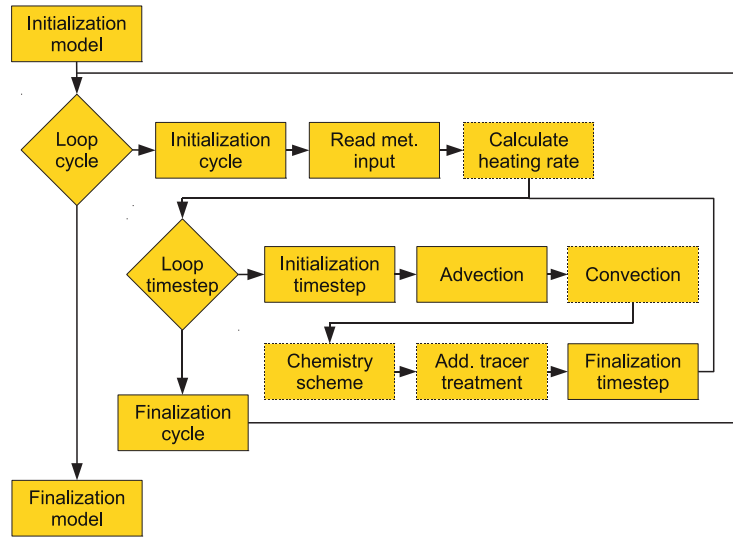 Initialization
model
Loop
cycle
Initialization
cycle
Read met.
input
Calculate
heating rate
Loop
timestep
Initialization
timestep
Advection
Convection
Chemistry
scheme
Add. tracer
treatment
Finalization
timestep
Finalization
cycle
Finalization
model